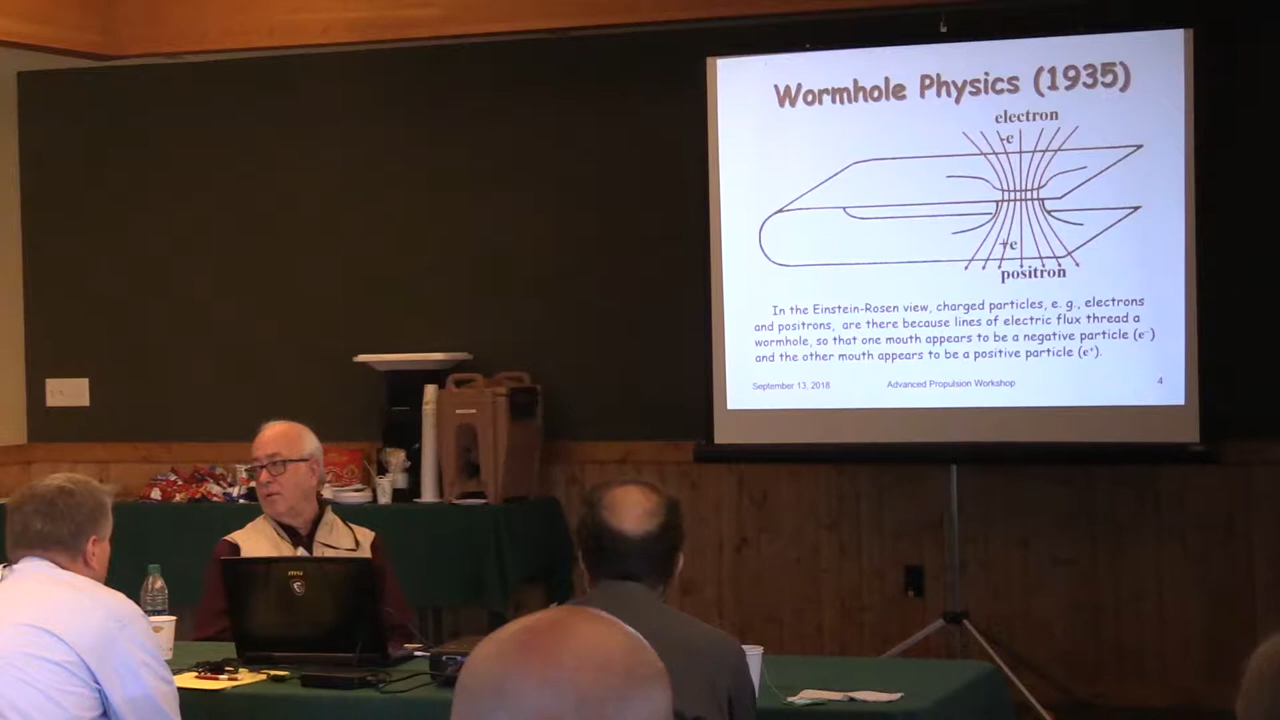 Wormhole Physics (1935)
electron
-e
+e
positron
In the Einstein-Rosen view, charged particles, e. g., electrons
and positrons, are there because lines of electric flux thread a
wormhole, so that one mouth appears to be a negative particle (e⁻)
and the other mouth appears to be a positive particle (e⁺).
September 13, 2018 Advanced Propulsion Workshop 4
msi